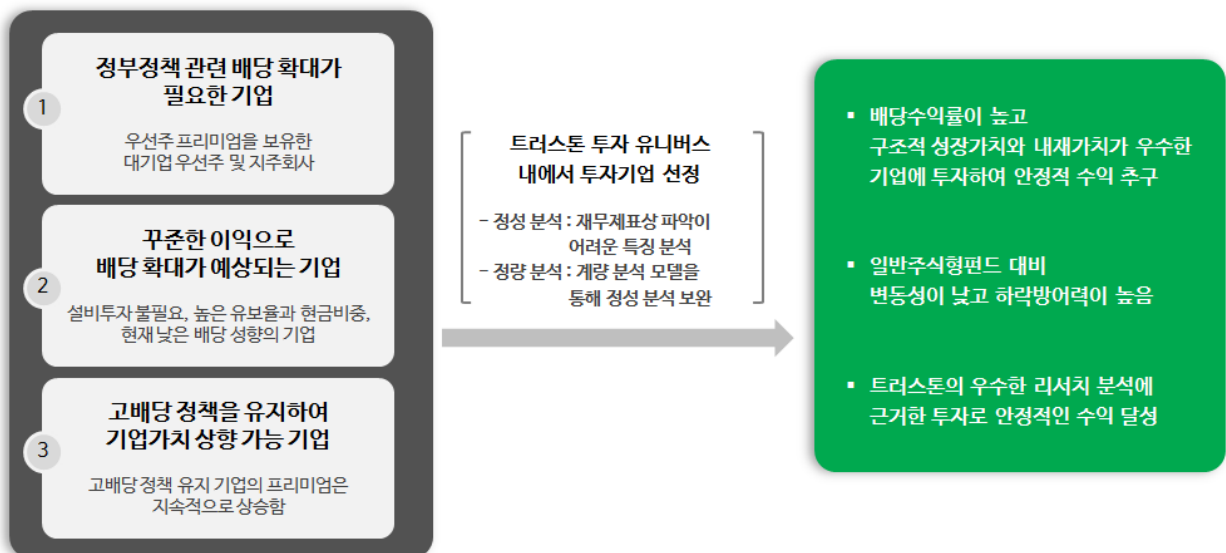 1
정부정책 관련 배당 확대가
필요한 기업
우선주 프리미엄을 보유한
대기업 우선주 및 지주회사
2
꾸준한 이익으로
배당 확대가 예상되는 기업
설비투자 불필요, 높은 유보율과 현금비중,
현재 낮은 배당 성향의 기업
3
고배당 정책을 유지하여
기업가치 상향 가능 기업
고배당 정책 유지 기업의 프리미엄은
지속적으로 상승함
트러스톤 투자 유니버스
내에서 투자기업 선정
- 정성 분석 : 재무제표상 파악이
어려운 특징 분석
- 정량 분석 : 계량 분석 모델을
통해 정성 분석 보완
▪ 배당수익률이 높고
구조적 성장가치와 내재가치가 우수한
기업에 투자하여 안정적 수익 추구
▪ 일반주식형펀드 대비
변동성이 낮고 하락방어력이 높음
▪ 트러스톤의 우수한 리서치 분석에
근거한 투자로 안정적인 수익 달성